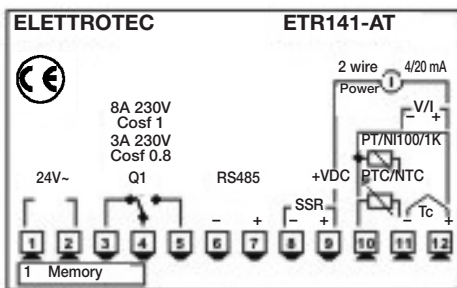 ELETTROTEC ETR141-AT
CE
2 wire 4/20 mA
Power I
8A 230V
Cosf 1
3A 230V
Cosf 0.8
V/I
− +
PT/NI100/1K
24V~ Q1 RS485 +VDC PTC/NTC
SSR
− + − + − Tc +
1 2 3 4 5 6 7 8 9 10 11 12
1 Memory